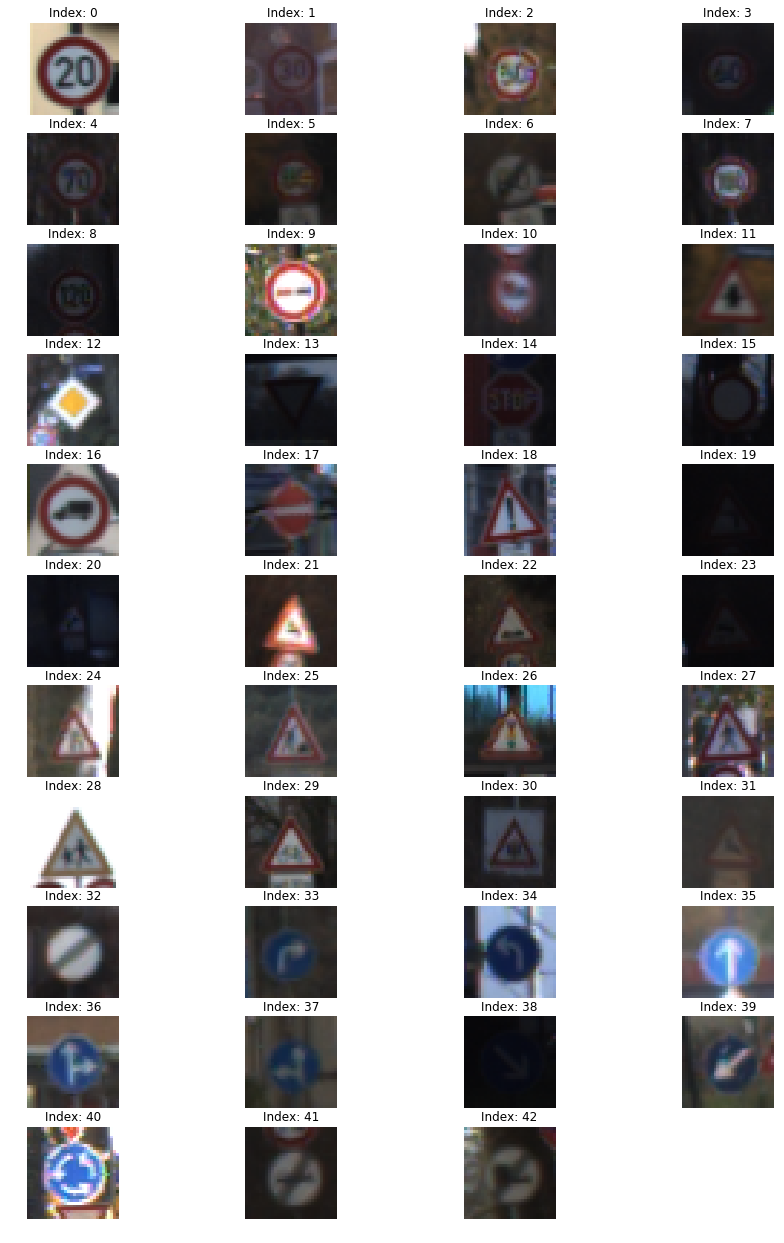 Index: 0 Index: 1 Index: 2 Index: 3
20 30 50 60
Index: 4 Index: 5 Index: 6 Index: 7
70
Index: 8 Index: 9 Index: 10 Index: 11
120
Index: 12 Index: 13 Index: 14 Index: 15
STOP
Index: 16 Index: 17 Index: 18 Index: 19
Index: 20 Index: 21 Index: 22 Index: 23
Index: 24 Index: 25 Index: 26 Index: 27
Index: 28 Index: 29 Index: 30 Index: 31
Index: 32 Index: 33 Index: 34 Index: 35
Index: 36 Index: 37 Index: 38 Index: 39
Index: 40 Index: 41 Index: 42